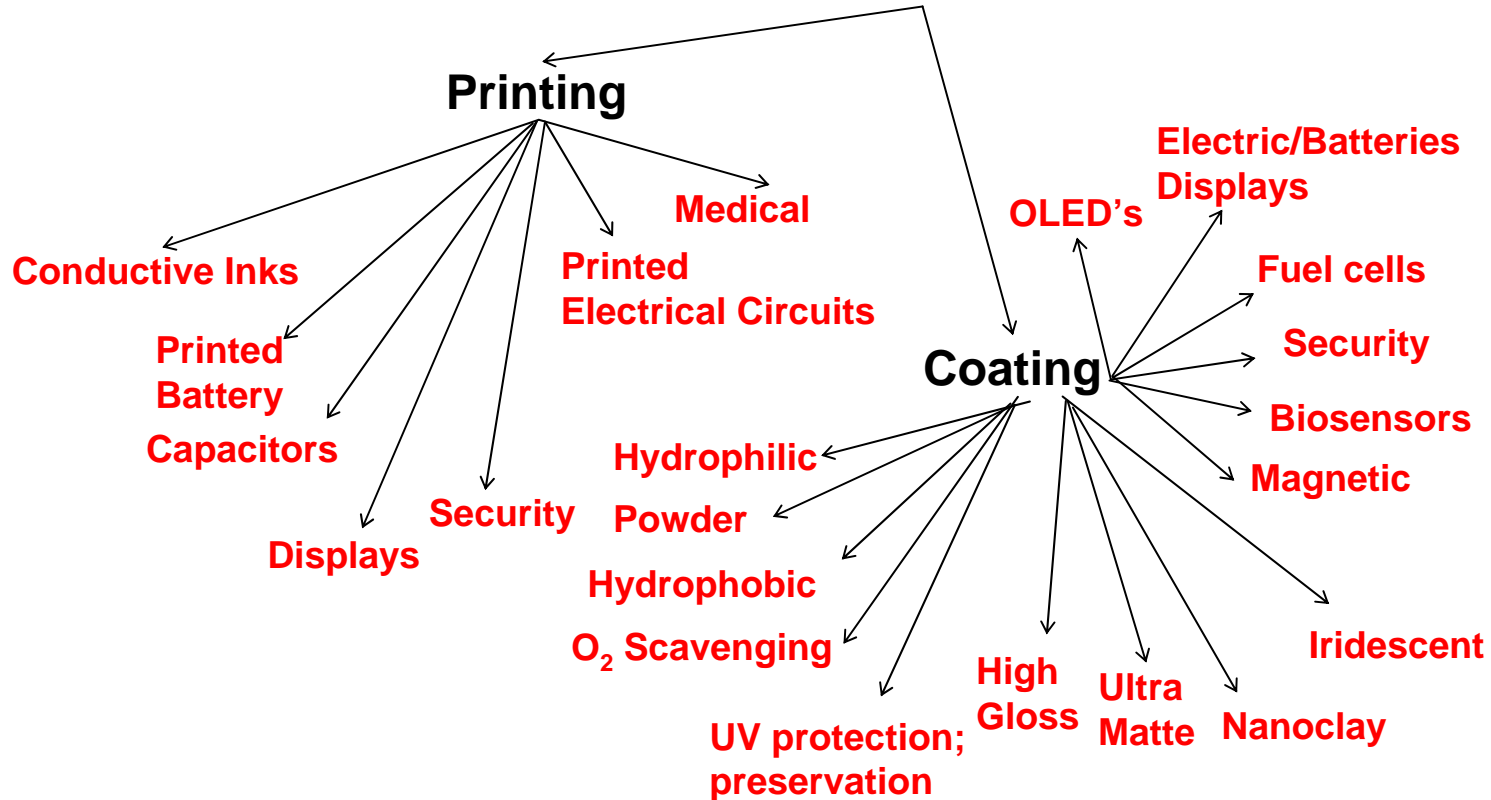 Printing
Conductive Inks
Printed
Battery
Capacitors
Displays
Security
Printed
Electrical Circuits
Medical
Coating
OLED’s
Electric/Batteries
Displays
Fuel cells
Security
Biosensors
Magnetic
Hydrophilic
Powder
Hydrophobic
O₂ Scavenging
UV protection;
preservation
High
Gloss
Ultra
Matte
Nanoclay
Iridescent